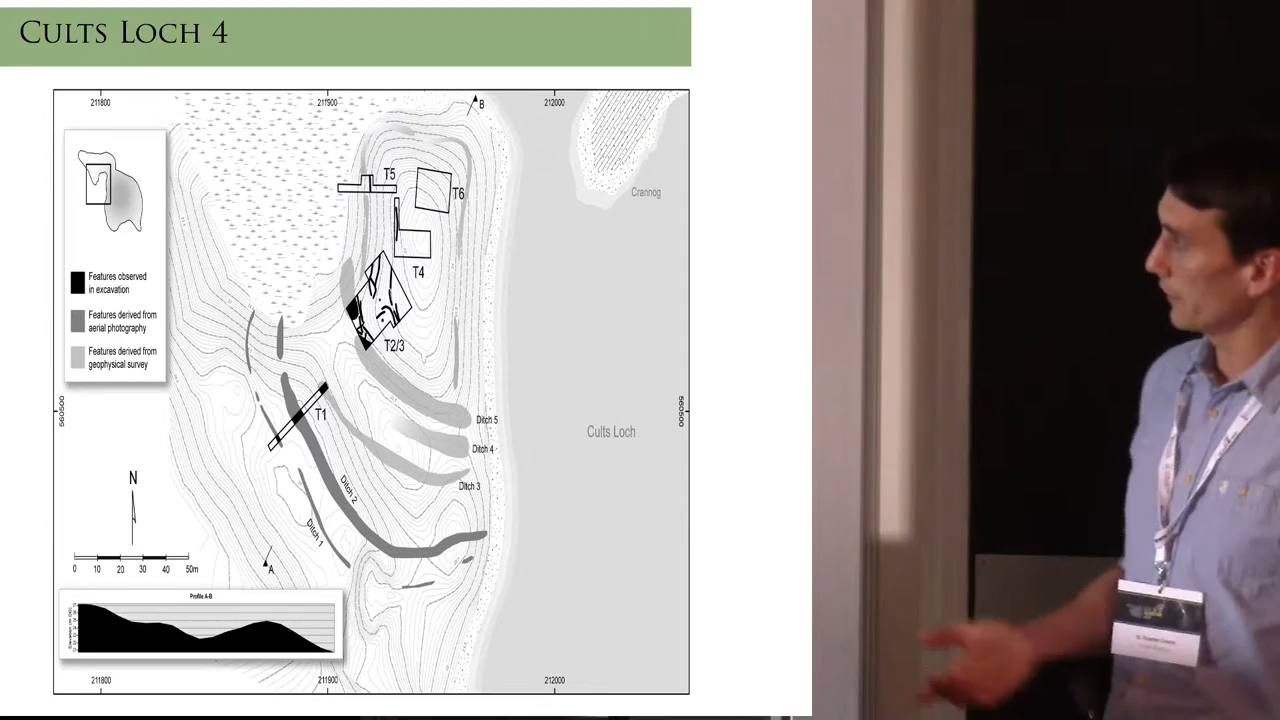 Cults Loch 4
211800
211900
212000
B
T5
T6
Crannog
Features observed
in excavation
T4
Features derived from
aerial photography
T2/3
Features derived from
geophysical survey
560500
560500
T1
Ditch 5
Cults Loch
Ditch 4
N
Ditch 3
Ditch 2
Ditch 1
0 10 20 30 40 50m
A
Profile A-B
211800
211900
212000